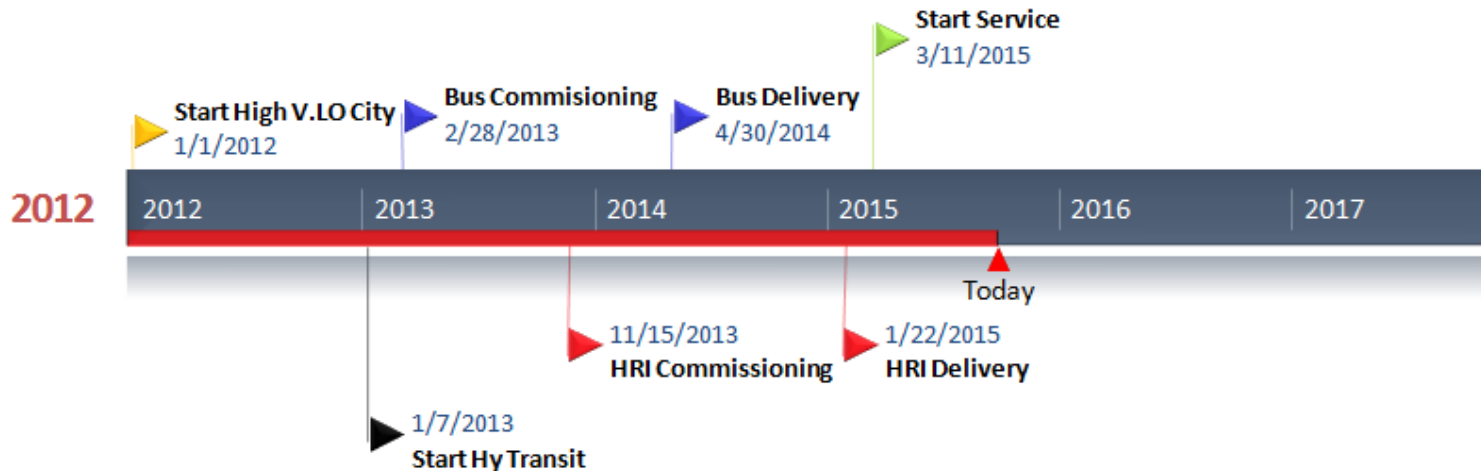 Start Service
3/11/2015
Start High V.LO City
1/1/2012
Bus Commisioning
2/28/2013
Bus Delivery
4/30/2014
2012
2012 2013 2014 2015 2016 2017
Today
11/15/2013
HRI Commissioning
1/22/2015
HRI Delivery
1/7/2013
Start Hy Transit